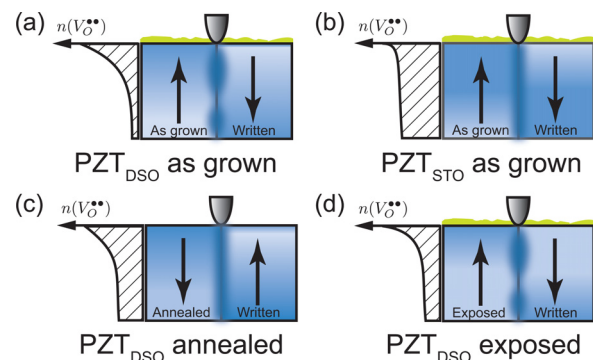 (a)
n(V_O^••)
As grown
Written
PZT_DSO as grown
(b)
n(V_O^••)
As grown
Written
PZT_STO as grown
(c)
n(V_O^••)
Annealed
Written
PZT_DSO annealed
(d)
n(V_O^••)
Exposed
Written
PZT_DSO exposed